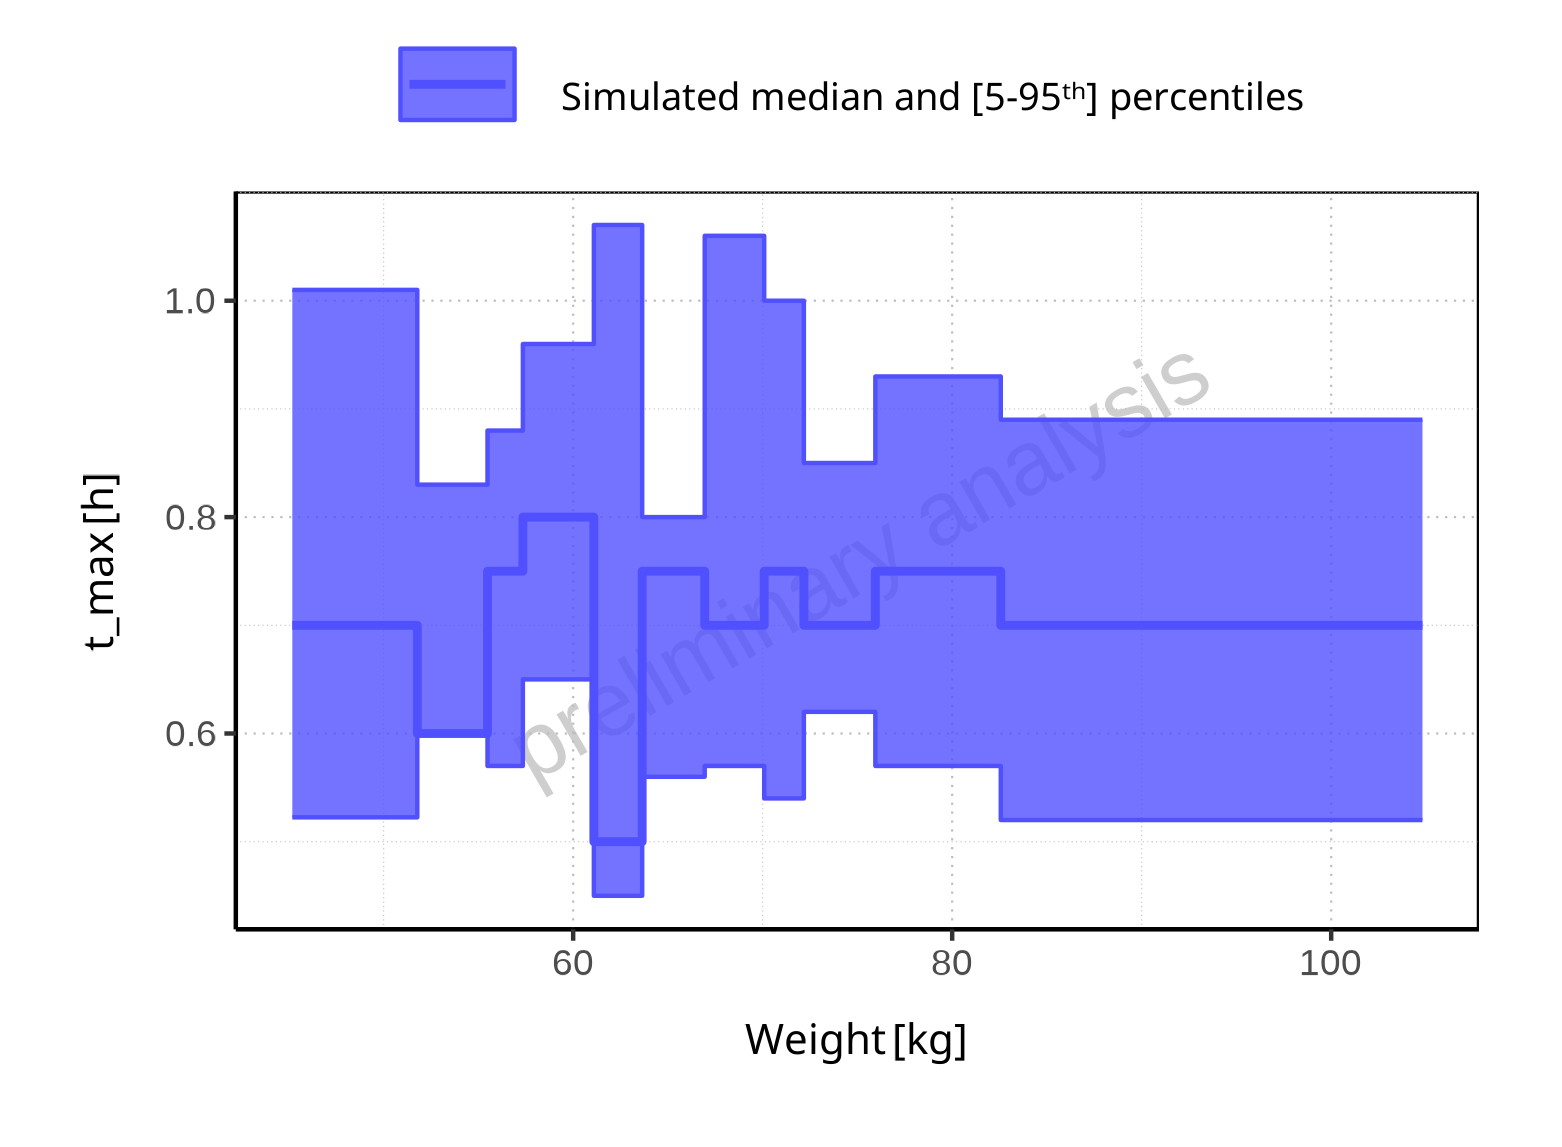 Simulated median and [5-95ᵗʰ] percentiles
1.0
0.8
0.6
t_max [h]
preliminary analysis
60 80 100
Weight [kg]